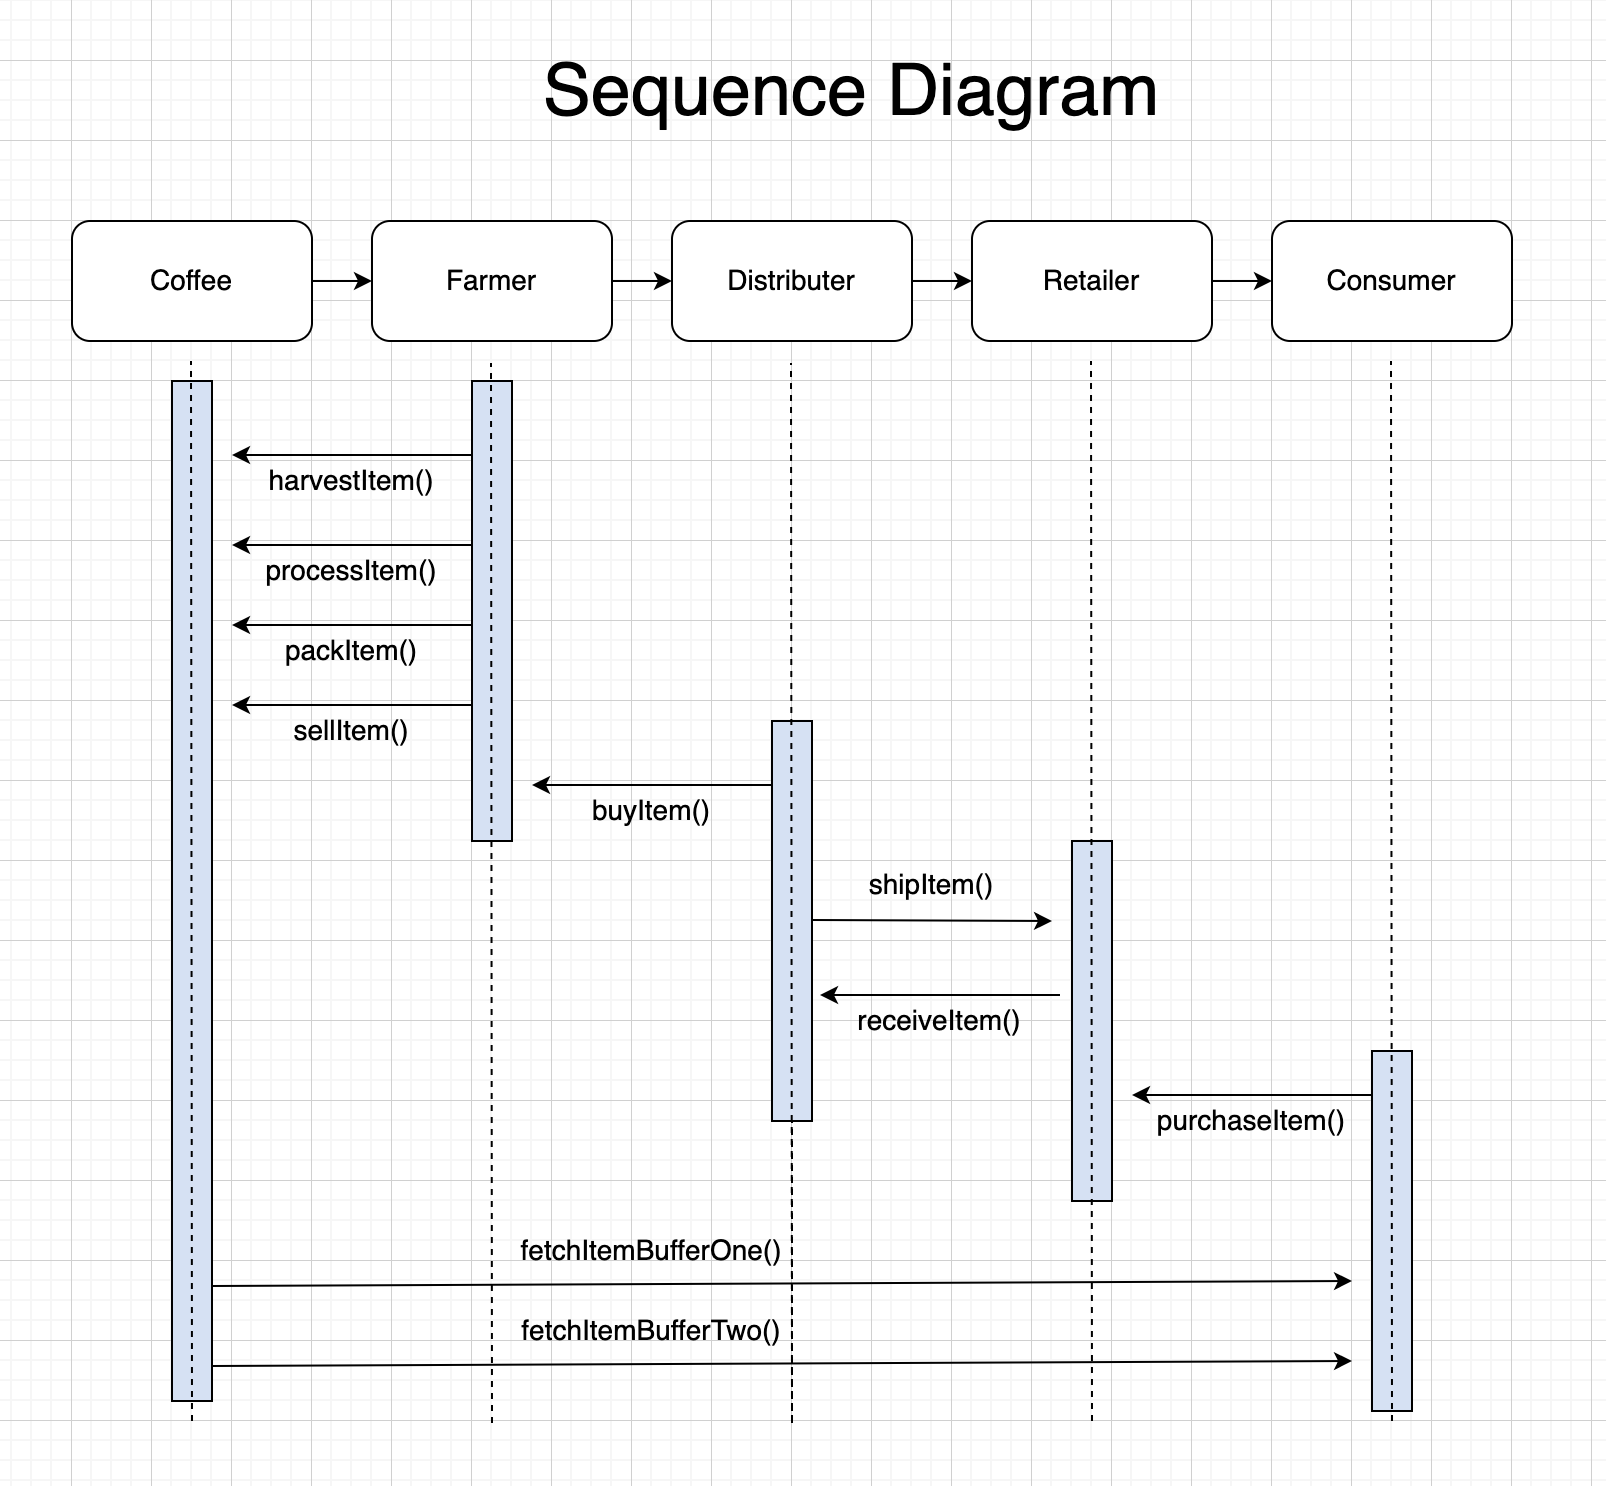 Sequence Diagram
Coffee
Farmer
Distributer
Retailer
Consumer
harvestItem()
processItem()
packItem()
sellItem()
buyItem()
shipItem()
receiveItem()
purchaseItem()
fetchItemBufferOne()
fetchItemBufferTwo()